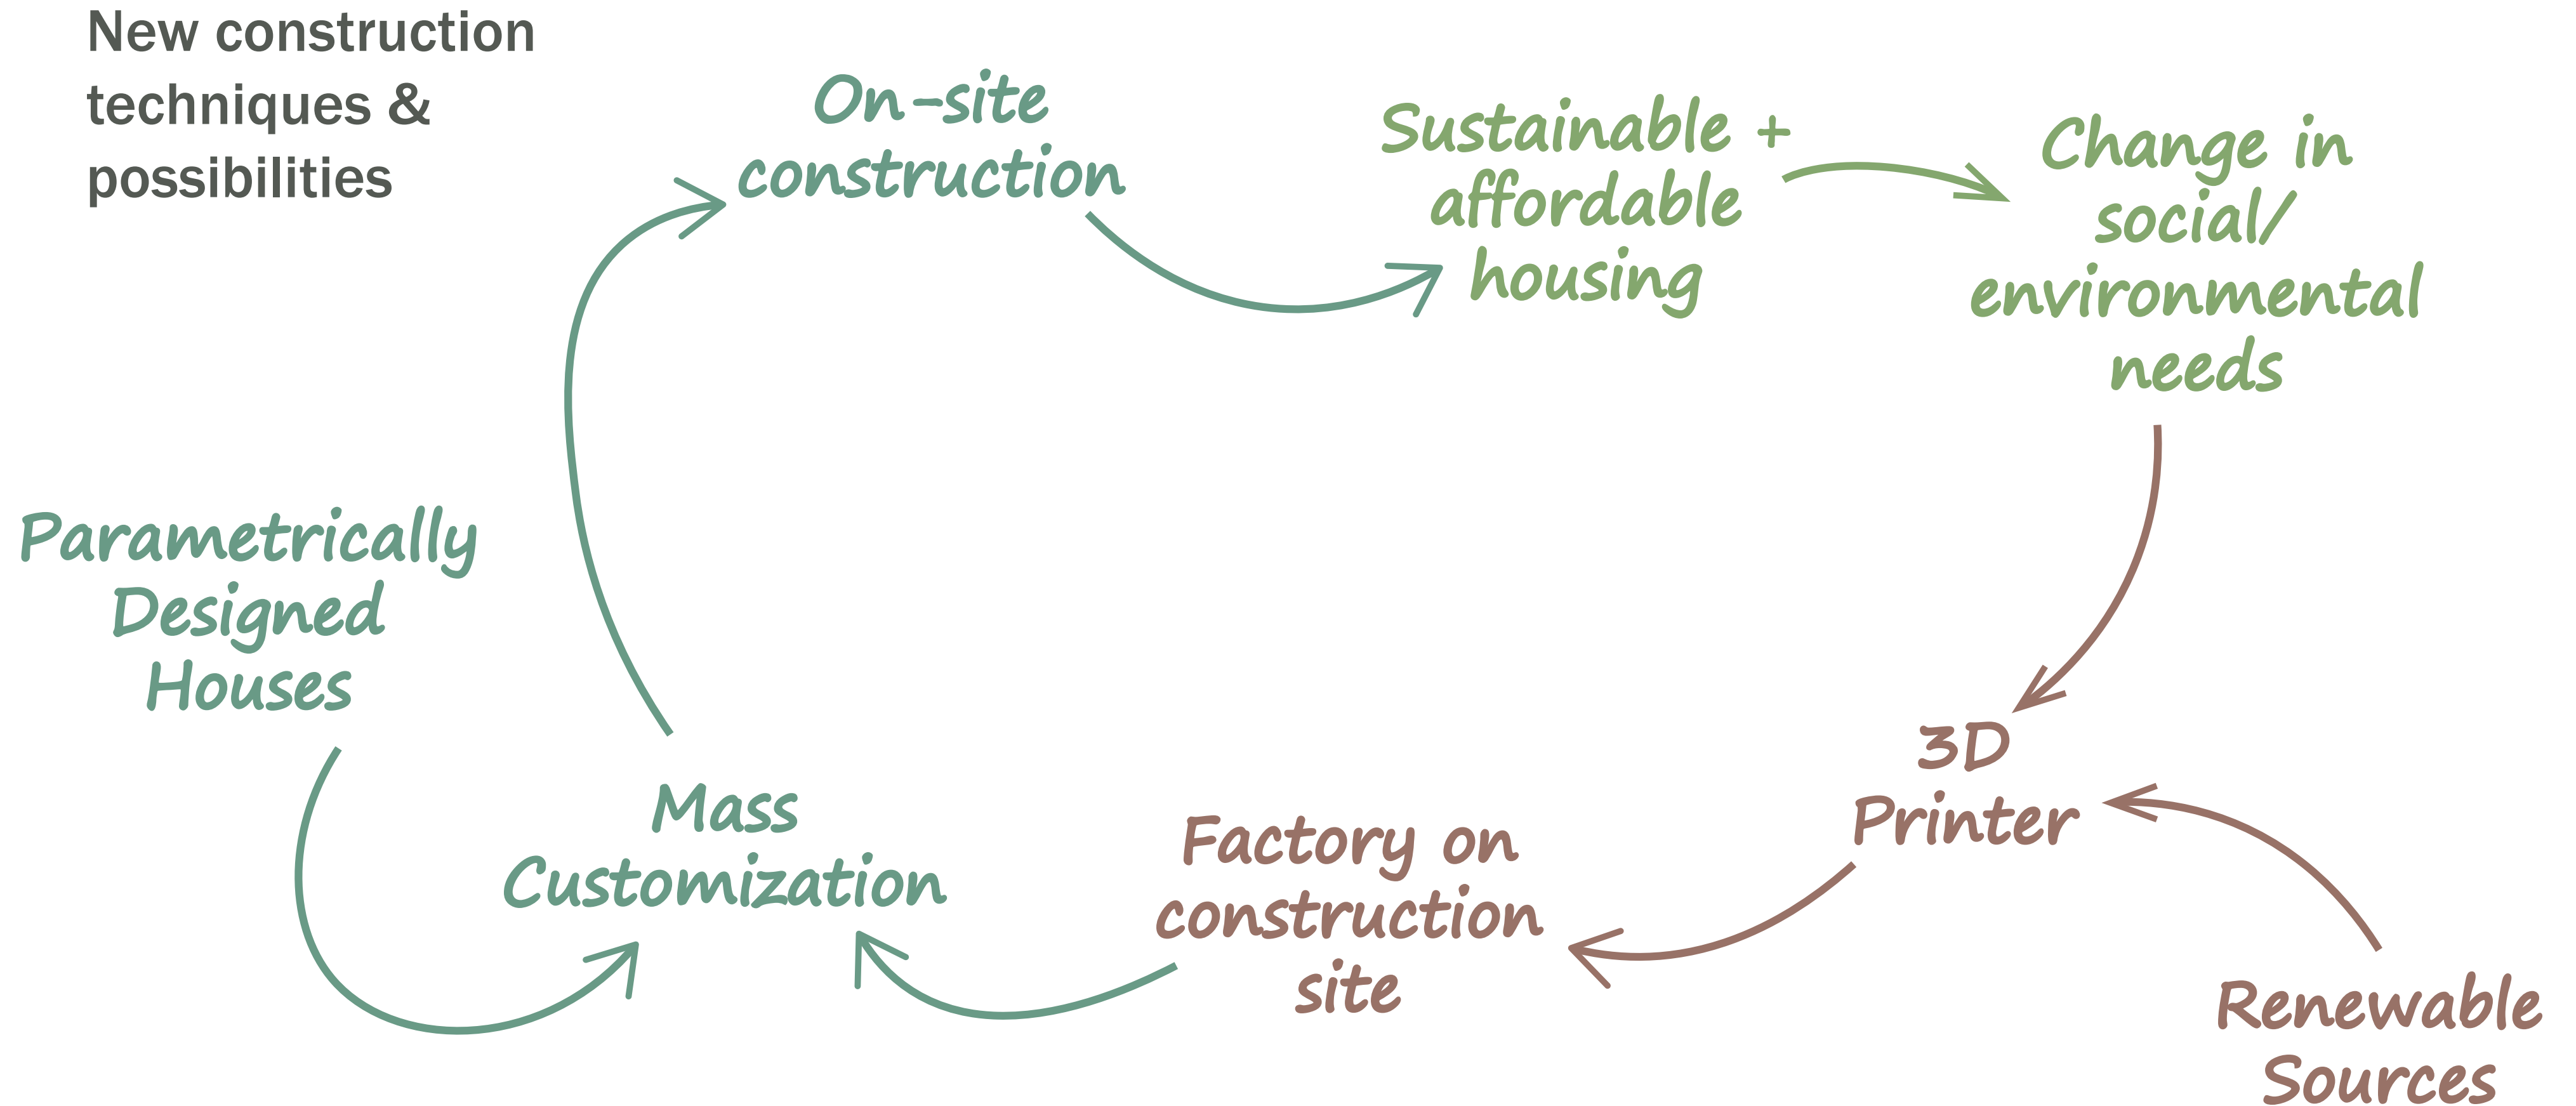 New construction
techniques &
possibilities
On-site
construction
Sustainable +
affordable
housing
Change in
social/
environmental
needs
Parametrically
Designed
Houses
Mass
Customization
Factory on
construction
site
3D
Printer
Renewable
Sources